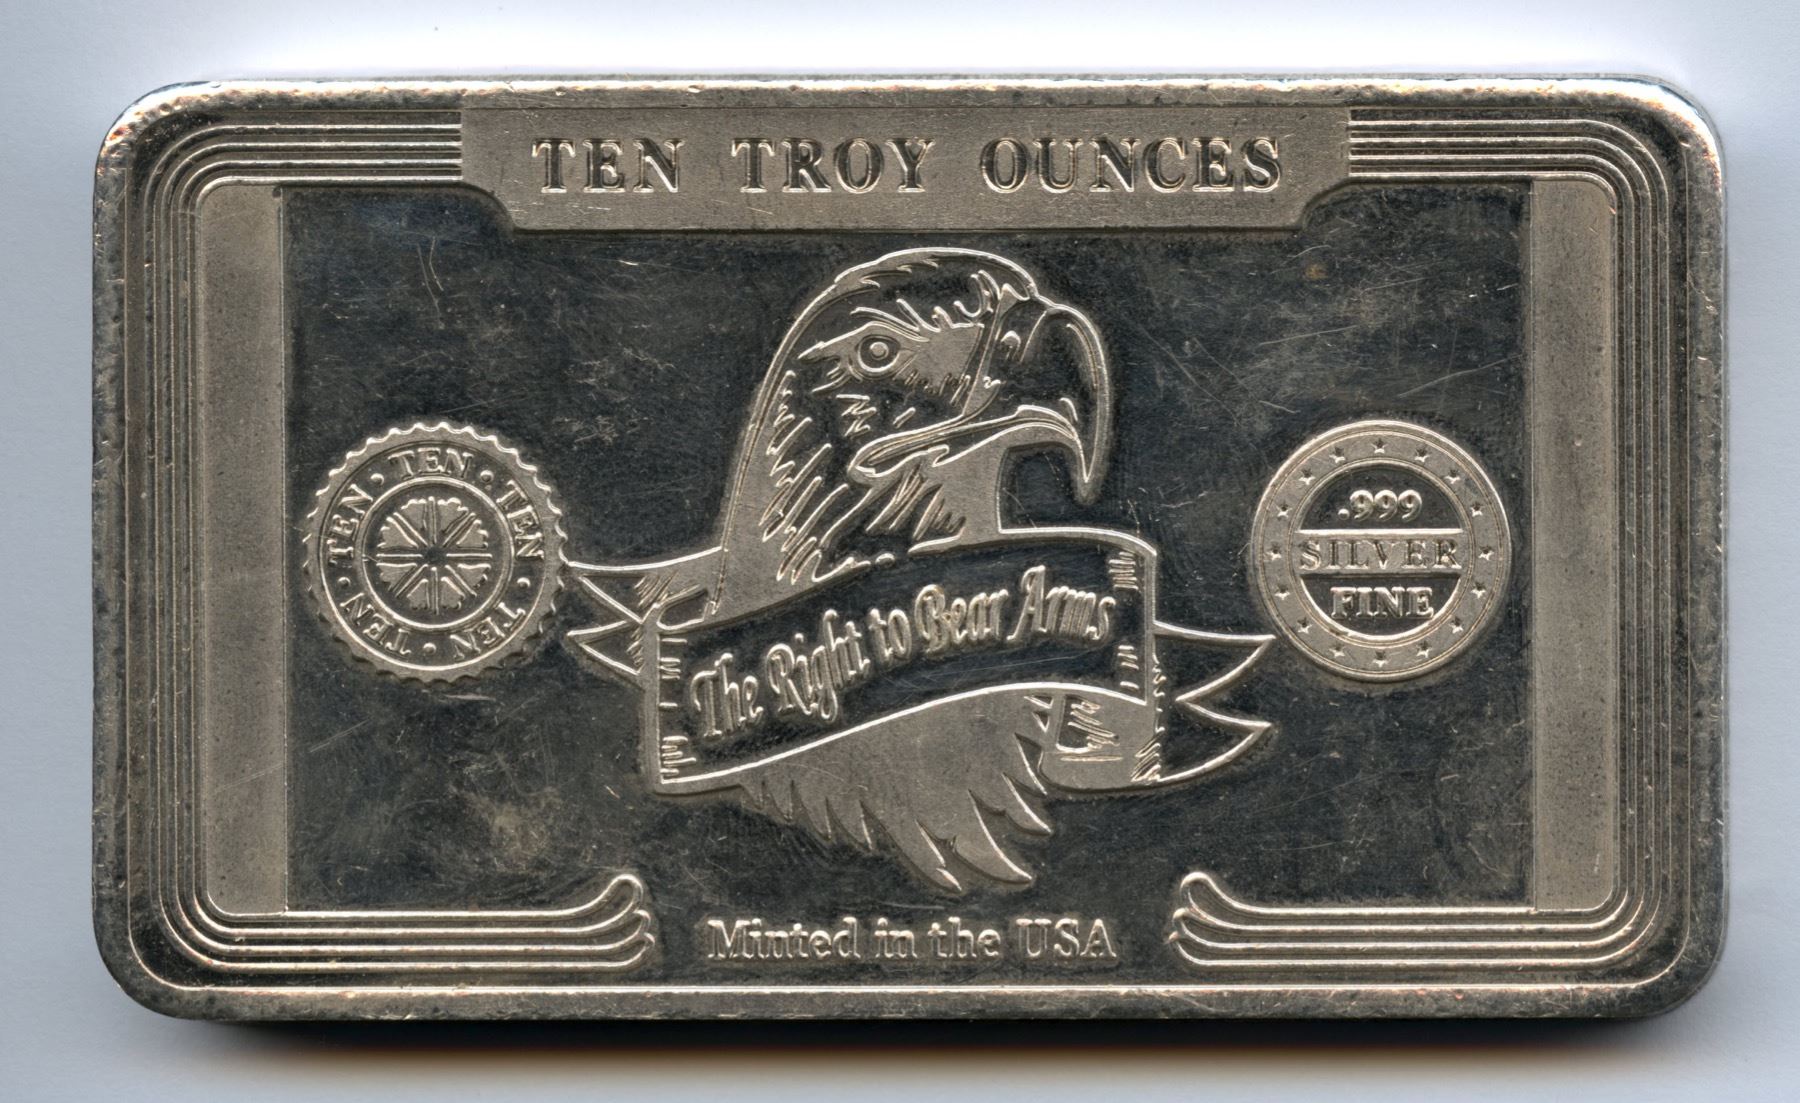 TEN TROY OUNCES
TEN · TEN · TEN · TEN · TEN · TEN ·
.999
SILVER
FINE
The Right to Bear Arms
Minted in the USA